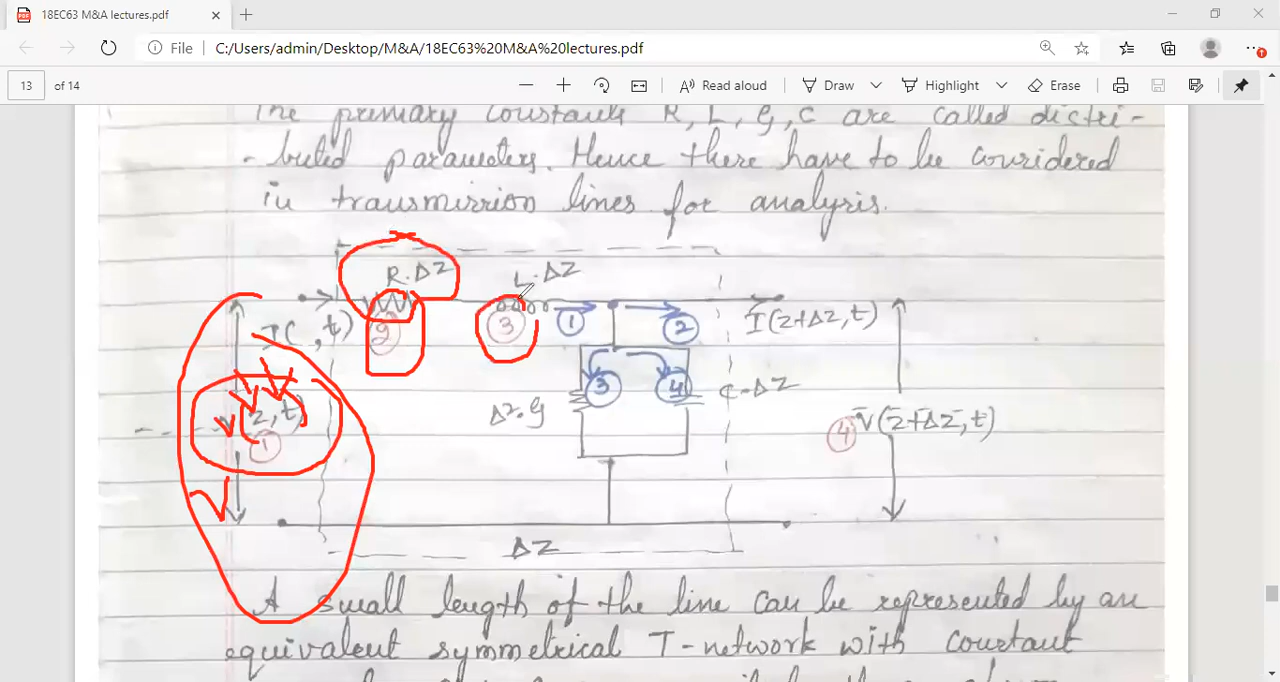 18EC63 M&A lectures.pdf
File C:/Users/admin/Desktop/M&A/18EC63%20M&A%20lectures.pdf
13 of 14 Read aloud Draw Highlight Erase
The primary Constants R, L, G, C are called distri-
-buted parameters. Hence there have to be considered
in transmission lines for analysis.
R.ΔZ L.ΔZ
I( , t) 2 3 1 2 I(z+ΔZ, t)
3 4 C-ΔZ
V z, t) ΔZ.G V(z+ΔZ, t)
1 4
ΔZ
A small length of the line can be represented by an
equivalent symmetrical T-network with constant